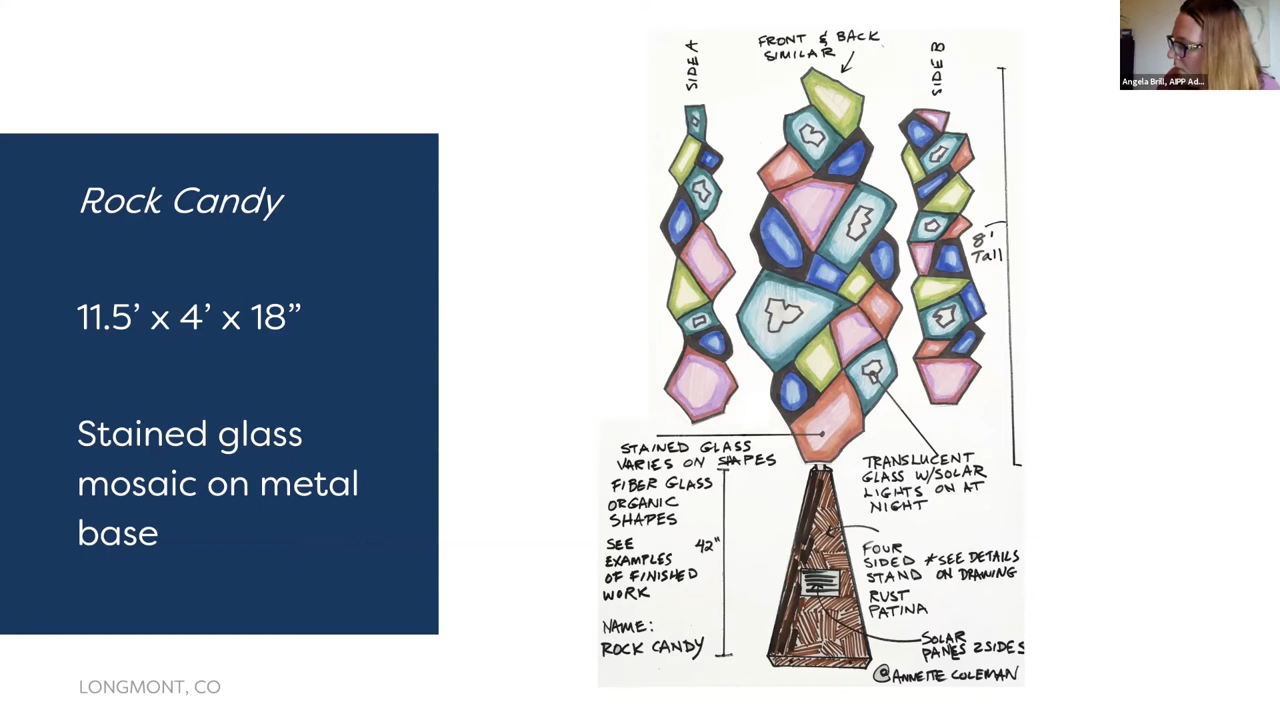 Rock Candy
11.5’ x 4’ x 18”
Stained glass
mosaic on metal
base
LONGMONT, CO
SIDE A
FRONT & BACK
SIMILAR
SIDE B
8'
Tall
STAINED GLASS
VARIES ON SHAPES
FIBER GLASS
ORGANIC
SHAPES
SEE
EXAMPLES
OF FINISHED
WORK
NAME:
ROCK CANDY
42"
TRANSLUCENT
GLASS W/SOLAR
LIGHTS ON AT
NIGHT
FOUR
SIDED
STAND
*SEE DETAILS
ON DRAWING
RUST
PATINA
SOLAR
PANES 2SIDES
@ANNETTE COLEMAN
Angela Brill, AIPP Ad...